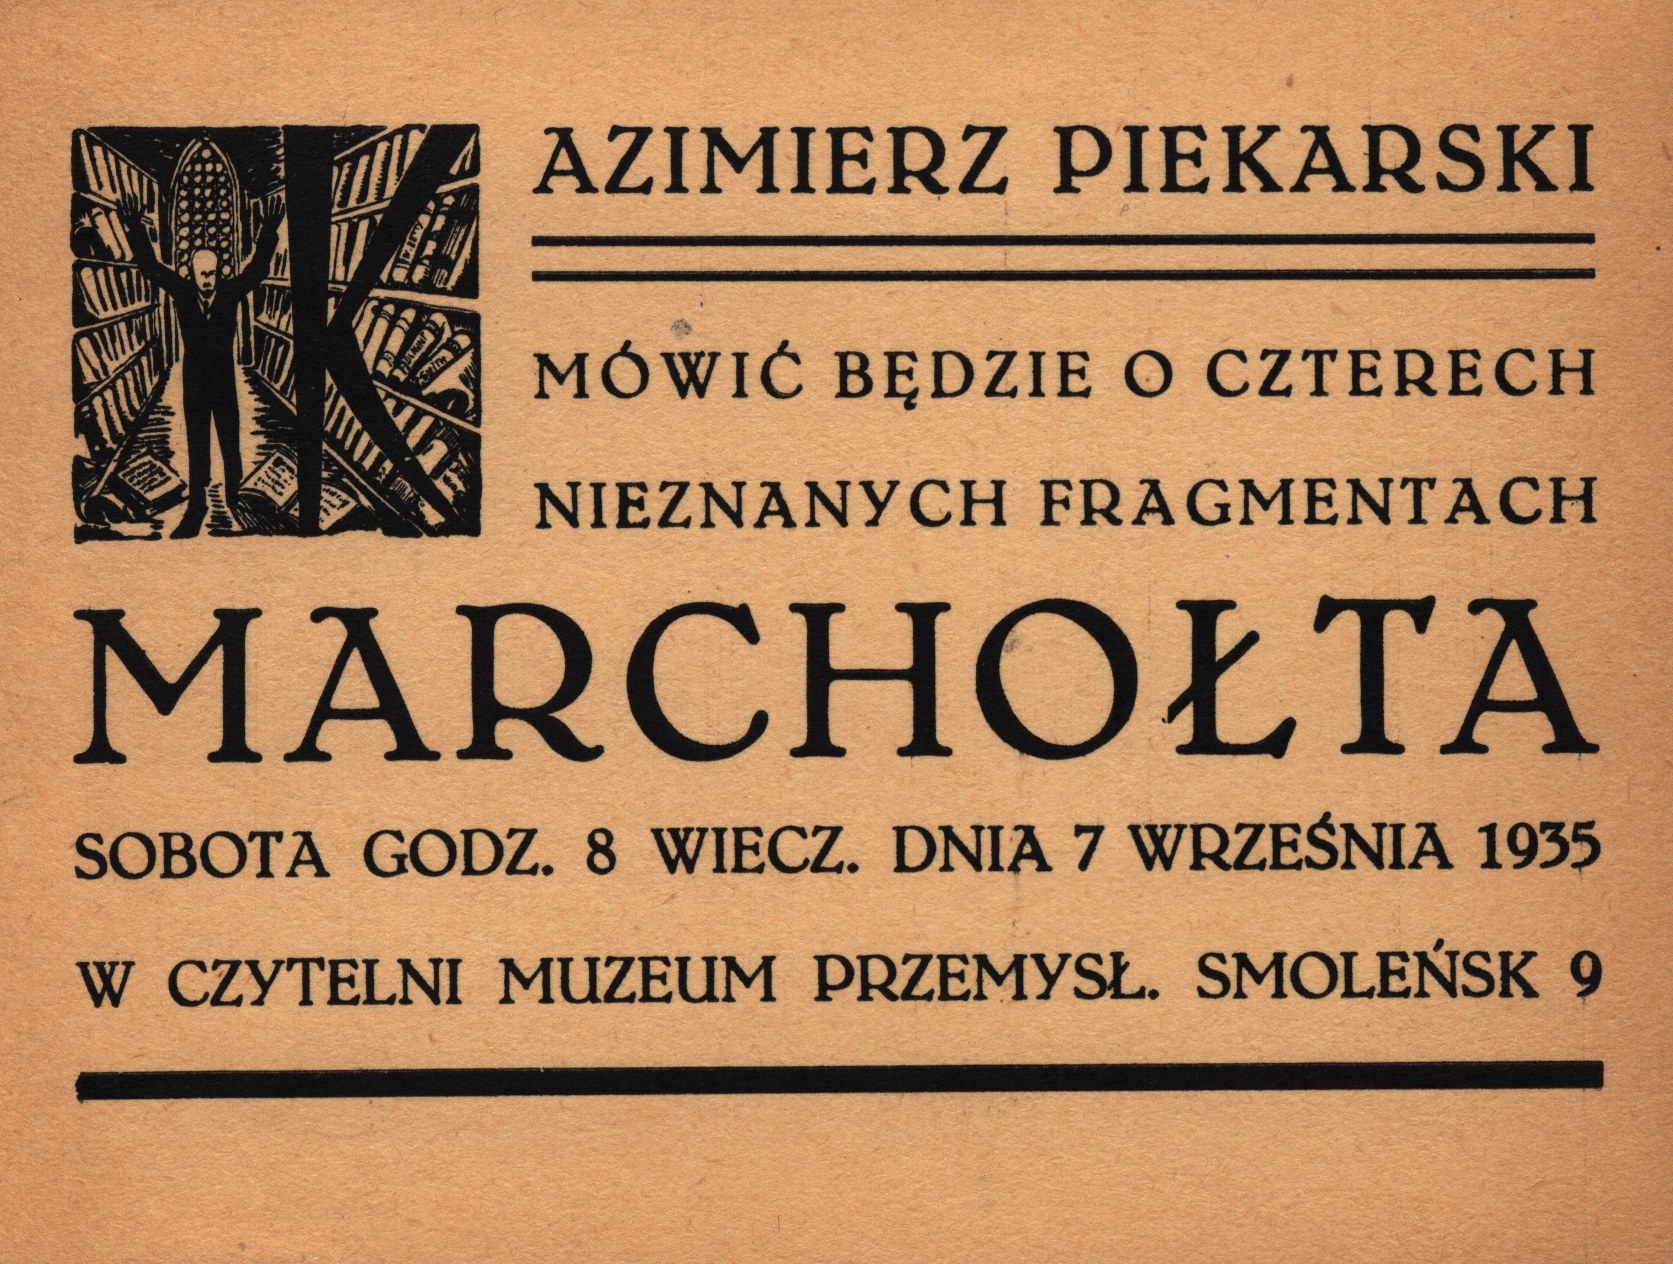 KAZIMIERZ PIEKARSKI
MÓWIĆ BĘDZIE O CZTERECH
NIEZNANYCH FRAGMENTACH
MARCHOŁTA
SOBOTA GODZ. 8 WIECZ. DNIA 7 WRZEŚNIA 1935
W CZYTELNI MUZEUM PRZEMYSŁ. SMOLEŃSK 9